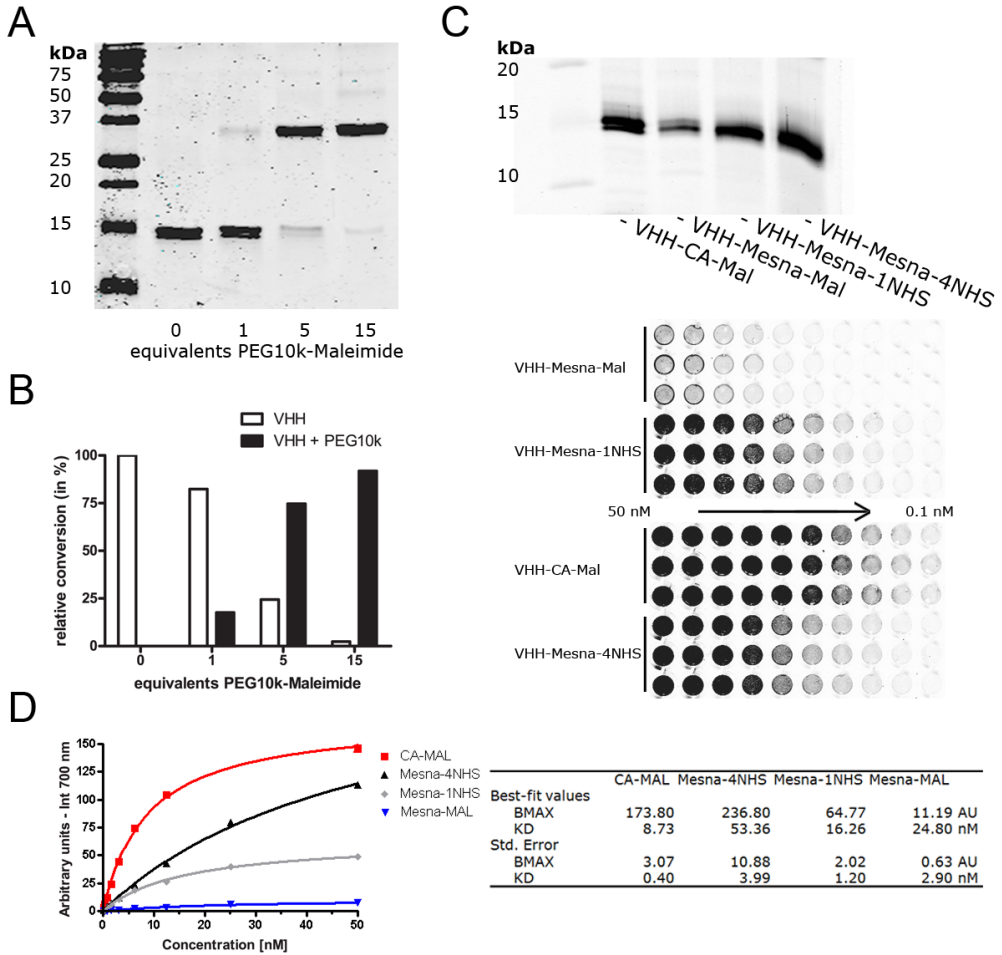 A
kDa
75
50
37
25
20
15
10
0 1 5 15
equivalents PEG10k-Maleimide
B
VHH
VHH + PEG10k
relative conversion (in %)
100
75
50
25
0
0 1 5 15
equivalents PEG10k-Maleimide
C
kDa
20
15
10
- VHH-CA-Mal
- VHH-Mesna-Mal
- VHH-Mesna-1NHS
- VHH-Mesna-4NHS
VHH-Mesna-Mal
VHH-Mesna-1NHS
50 nM 0.1 nM
VHH-CA-Mal
VHH-Mesna-4NHS
D
Arbitrary units - Int 700 nm
150
125
100
75
50
25
0
0 10 20 30 40 50
Concentration [nM]
CA-MAL
Mesna-4NHS
Mesna-1NHS
Mesna-MAL
CA-MAL Mesna-4NHS Mesna-1NHS Mesna-MAL
Best-fit values
BMAX 173.80 236.80 64.77 11.19 AU
KD 8.73 53.36 16.26 24.80 nM
Std. Error
BMAX 3.07 10.88 2.02 0.63 AU
KD 0.40 3.99 1.20 2.90 nM